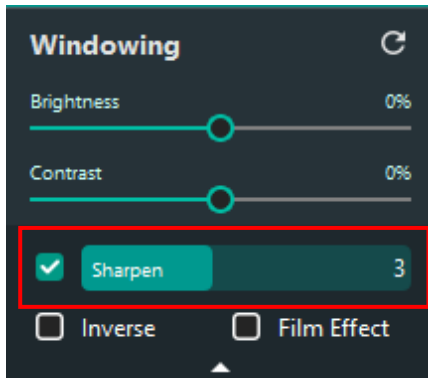 Windowing
Brightness 0%
Contrast 0%
Sharpen 3
Inverse Film Effect